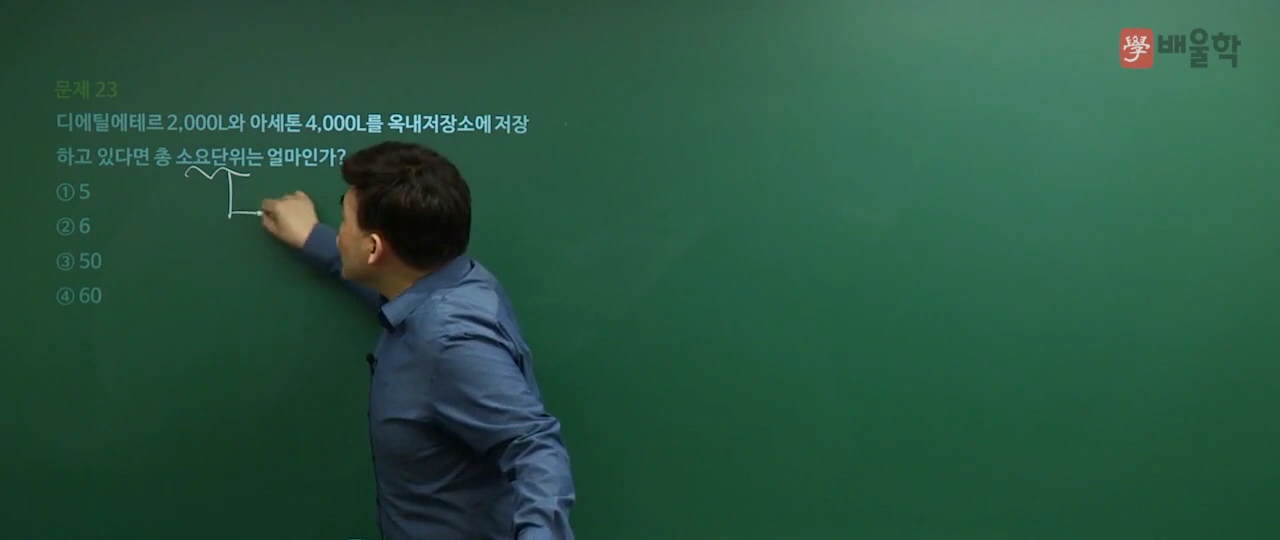 學 배울학
문제 23
디에틸에테르 2,000L와 아세톤 4,000L를 옥내저장소에 저장
하고 있다면 총 소요단위는 얼마인가?
① 5
② 6
③ 50
④ 60